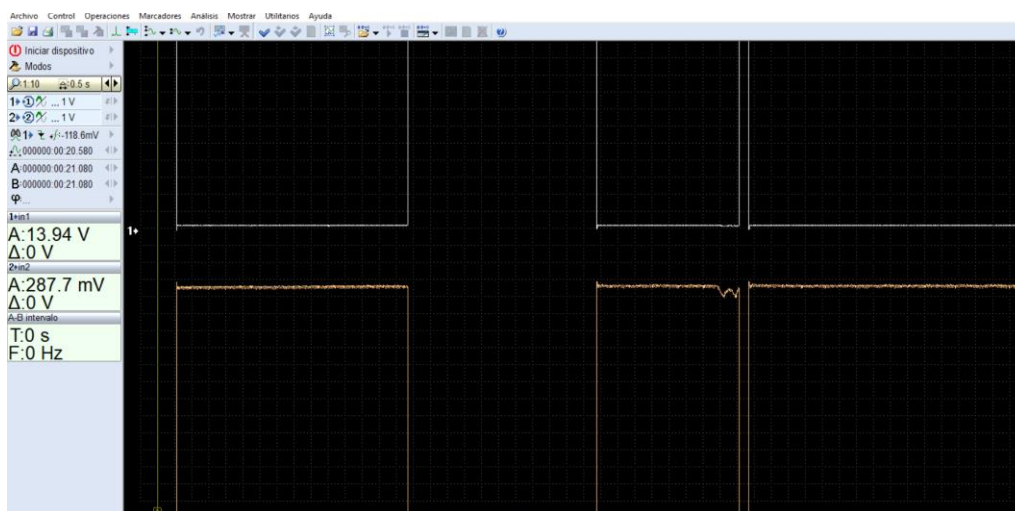 Archivo Control Operaciones Marcadores Análisis Mostrar Utilitarios Ayuda
Iniciar dispositivo
Modos
1:10 0.5 s
1 1 ... 1 V
2 2 ... 1 V
1 +/-118.6mV
000000:00:20.580
A:000000:00:21.080
B:000000:00:21.080
φ:...
1+in1
A:13.94 V
Δ:0 V
2+in2
A:287.7 mV
Δ:0 V
A-B intervalo
T:0 s
F:0 Hz
1+